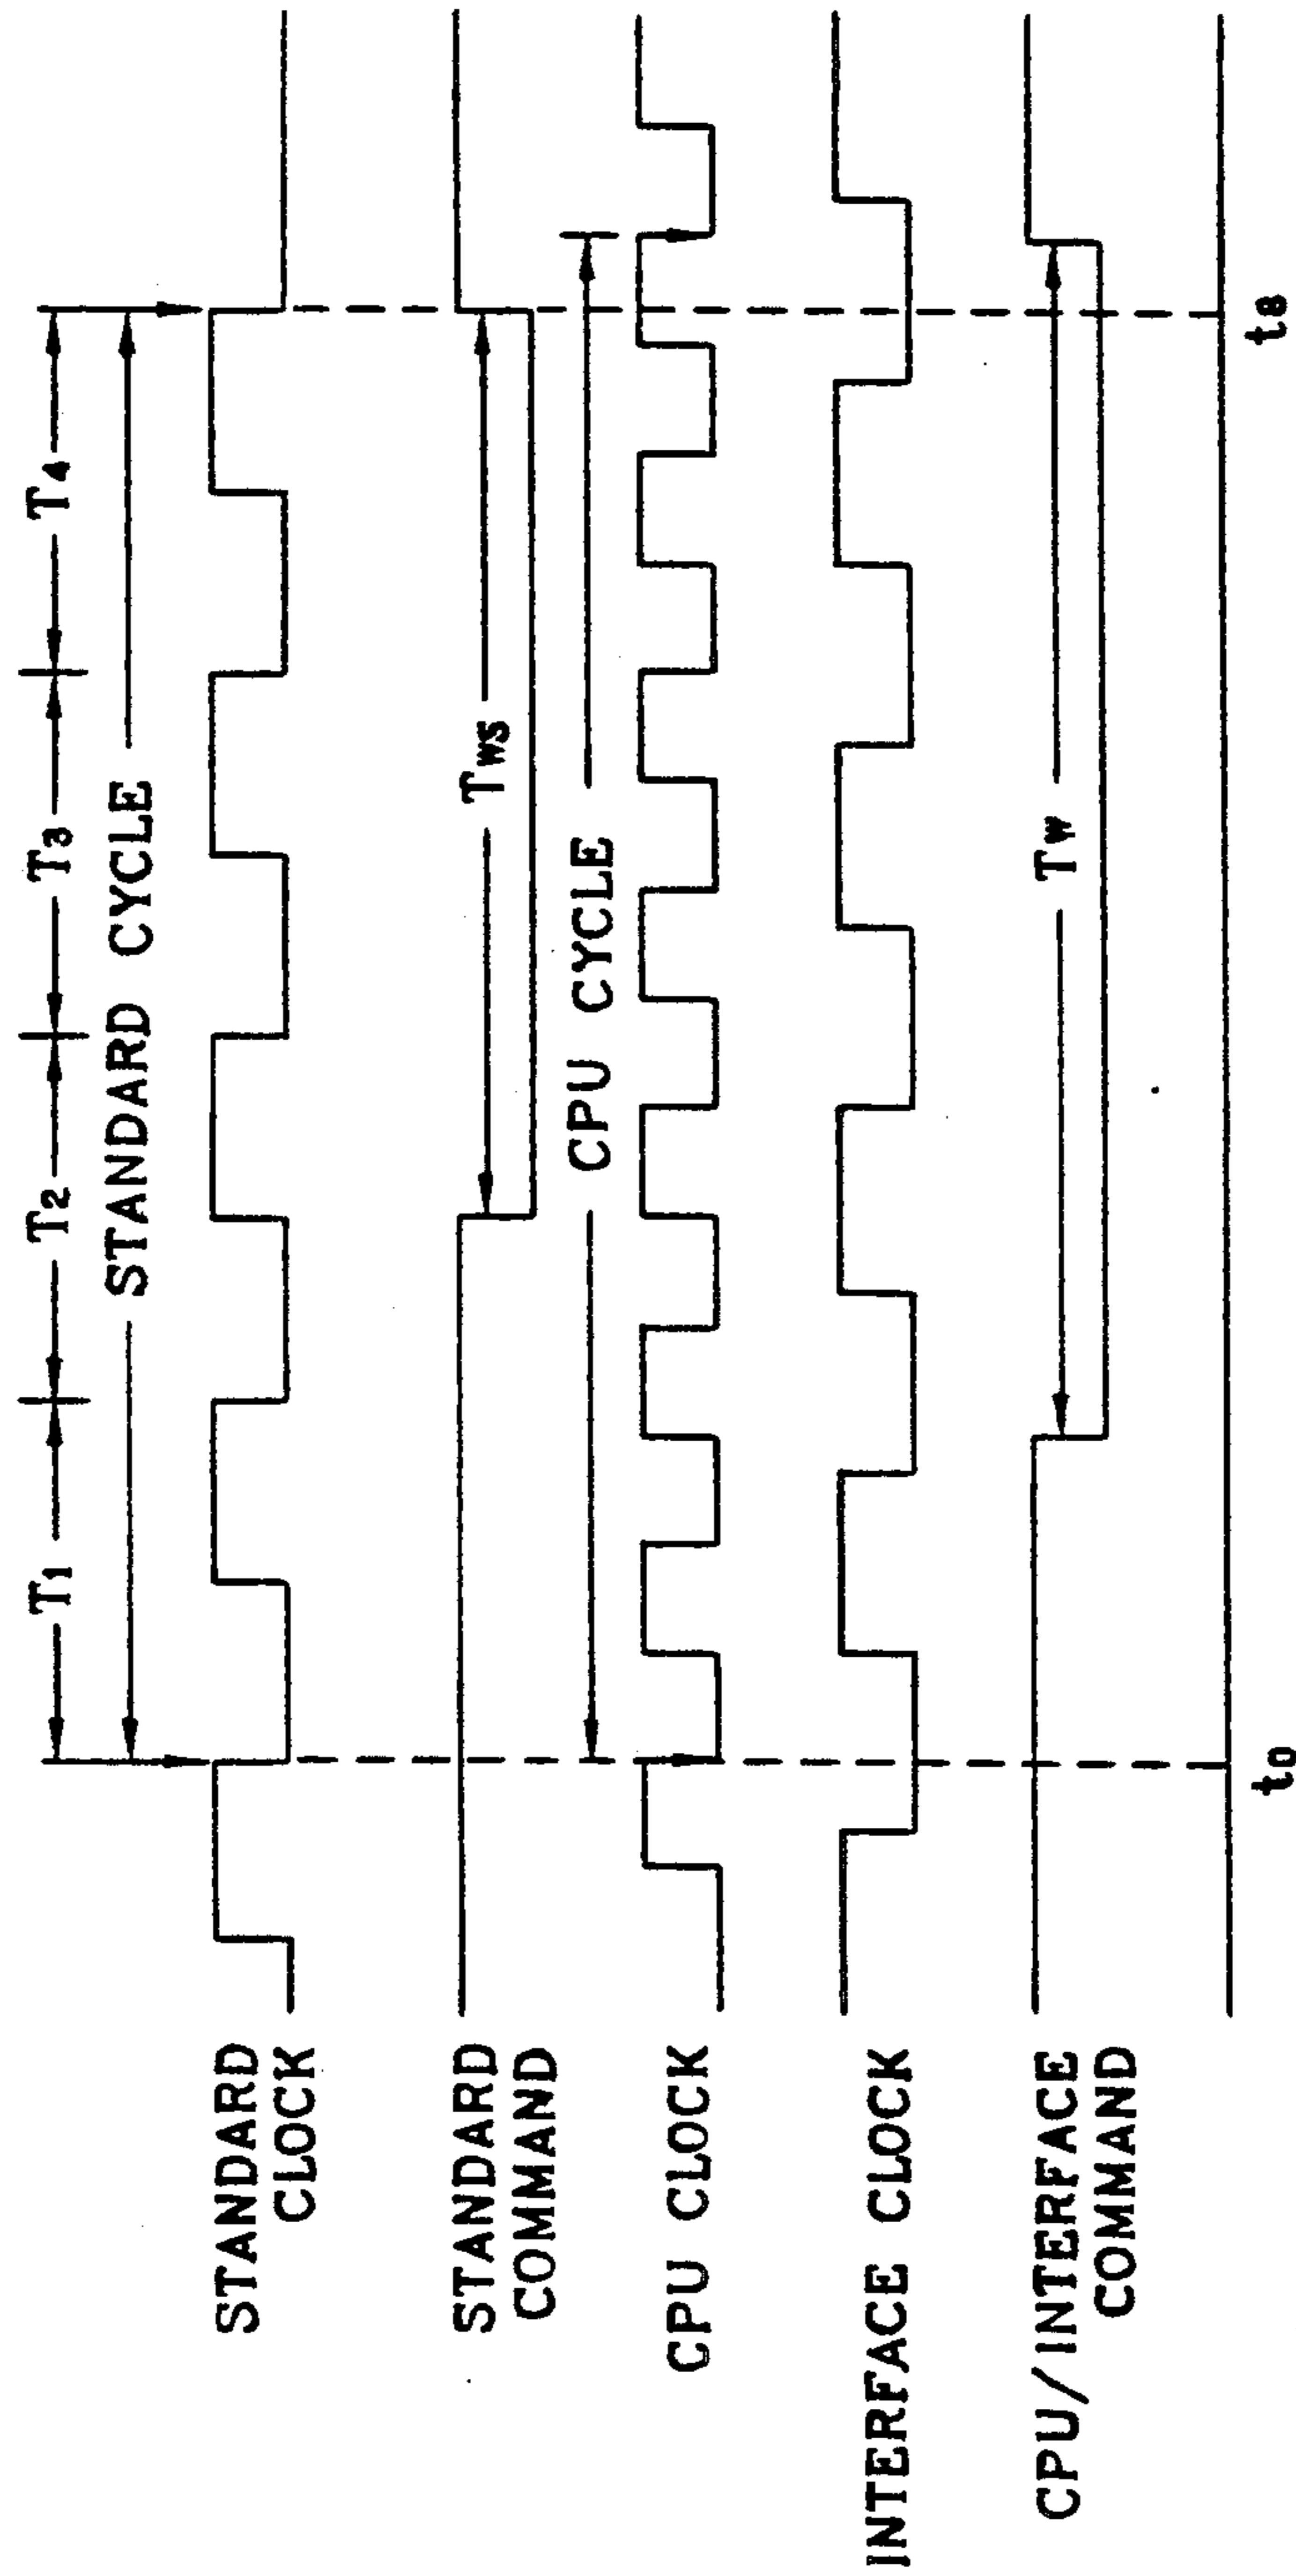 T1 T2 T3 T4
STANDARD CYCLE
STANDARD
CLOCK
STANDARD
COMMAND
Tws
CPU CYCLE
CPU CLOCK
INTERFACE CLOCK
CPU/INTERFACE
COMMAND
Tw
t0 t8